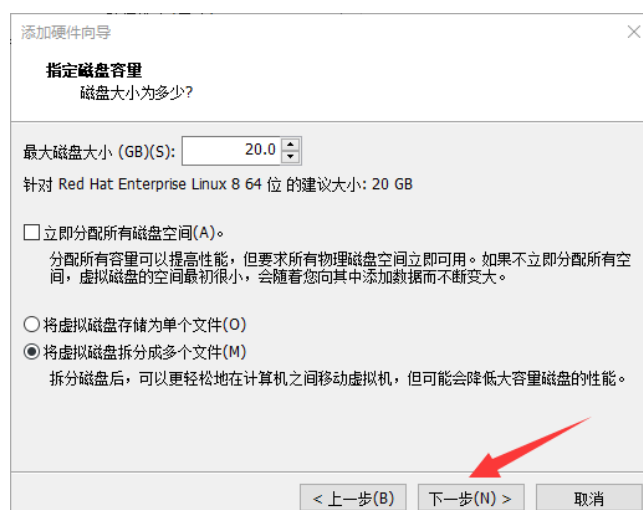 添加硬件向导
指定磁盘容量
磁盘大小为多少?
最大磁盘大小 (GB)(S): 20.0
针对 Red Hat Enterprise Linux 8 64 位 的建议大小: 20 GB
立即分配所有磁盘空间(A)。
分配所有容量可以提高性能，但要求所有物理磁盘空间立即可用。如果不立即分配所有空
间，虚拟磁盘的空间最初很小，会随着您向其中添加数据而不断变大。
将虚拟磁盘存储为单个文件(O)
将虚拟磁盘拆分成多个文件(M)
拆分磁盘后，可以更轻松地在计算机之间移动虚拟机，但可能会降低大容量磁盘的性能。
< 上一步(B) 下一步(N) > 取消